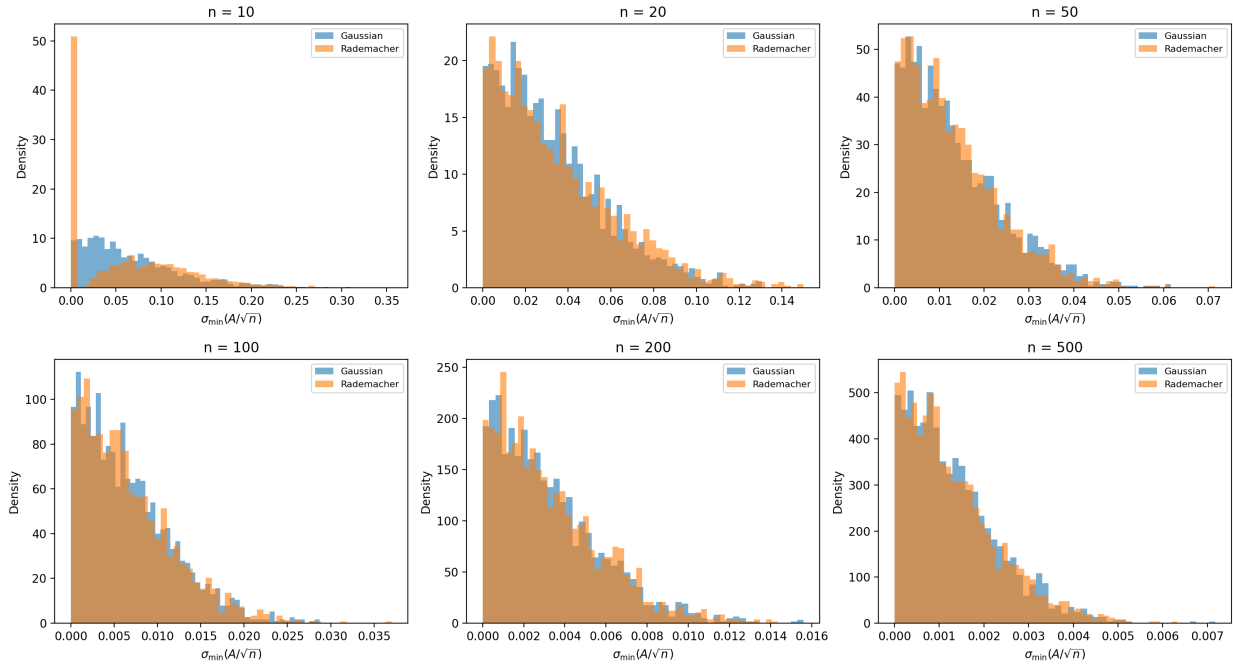 n = 10
Density
50
40
30
20
10
0
0.00 0.05 0.10 0.15 0.20 0.25 0.30 0.35
σmin(A/√n)
Gaussian
Rademacher
n = 20
Density
20
15
10
5
0
0.00 0.02 0.04 0.06 0.08 0.10 0.12 0.14
σmin(A/√n)
Gaussian
Rademacher
n = 50
Density
50
40
30
20
10
0
0.00 0.01 0.02 0.03 0.04 0.05 0.06 0.07
σmin(A/√n)
Gaussian
Rademacher
n = 100
Density
100
80
60
40
20
0
0.000 0.005 0.010 0.015 0.020 0.025 0.030 0.035
σmin(A/√n)
Gaussian
Rademacher
n = 200
Density
250
200
150
100
50
0
0.000 0.002 0.004 0.006 0.008 0.010 0.012 0.014 0.016
σmin(A/√n)
Gaussian
Rademacher
n = 500
Density
500
400
300
200
100
0
0.000 0.001 0.002 0.003 0.004 0.005 0.006 0.007
σmin(A/√n)
Gaussian
Rademacher